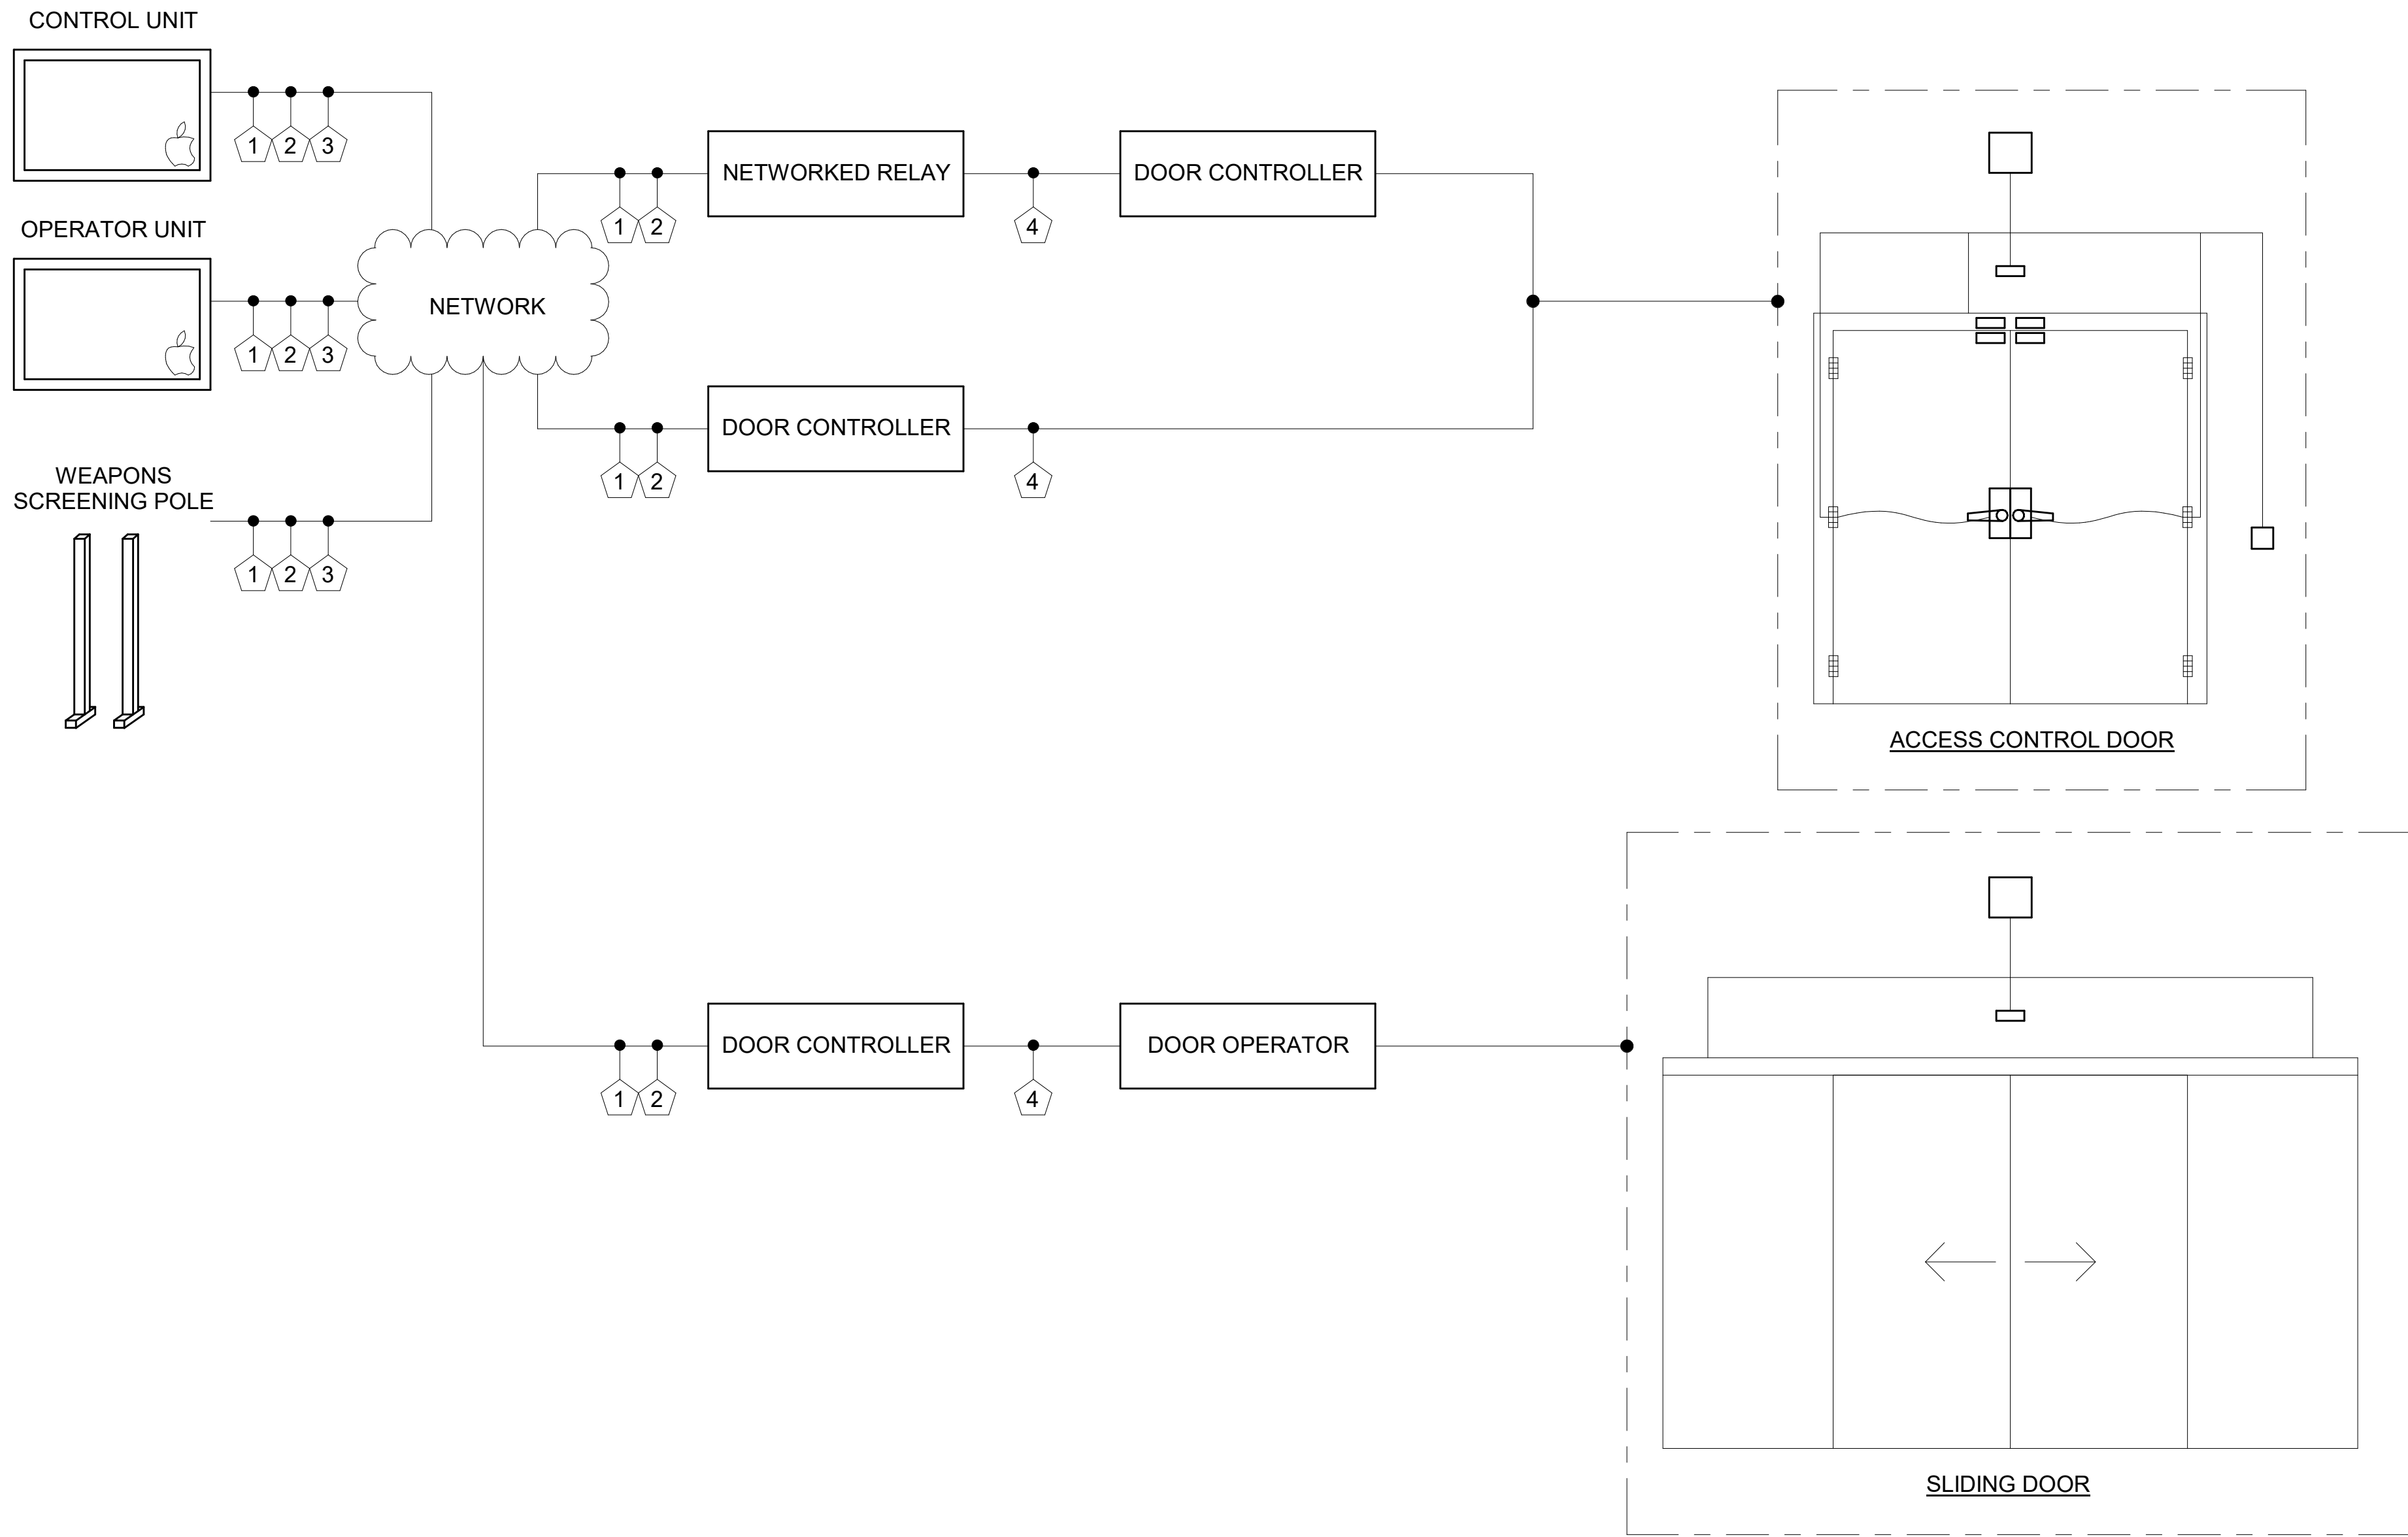 CONTROL UNIT
1 2 3
OPERATOR UNIT
1 2 3
WEAPONS
SCREENING POLE
1 2 3
NETWORK
NETWORKED RELAY
1 2
4
DOOR CONTROLLER
DOOR CONTROLLER
1 2
4
ACCESS CONTROL DOOR
DOOR CONTROLLER
1 2
4
DOOR OPERATOR
SLIDING DOOR